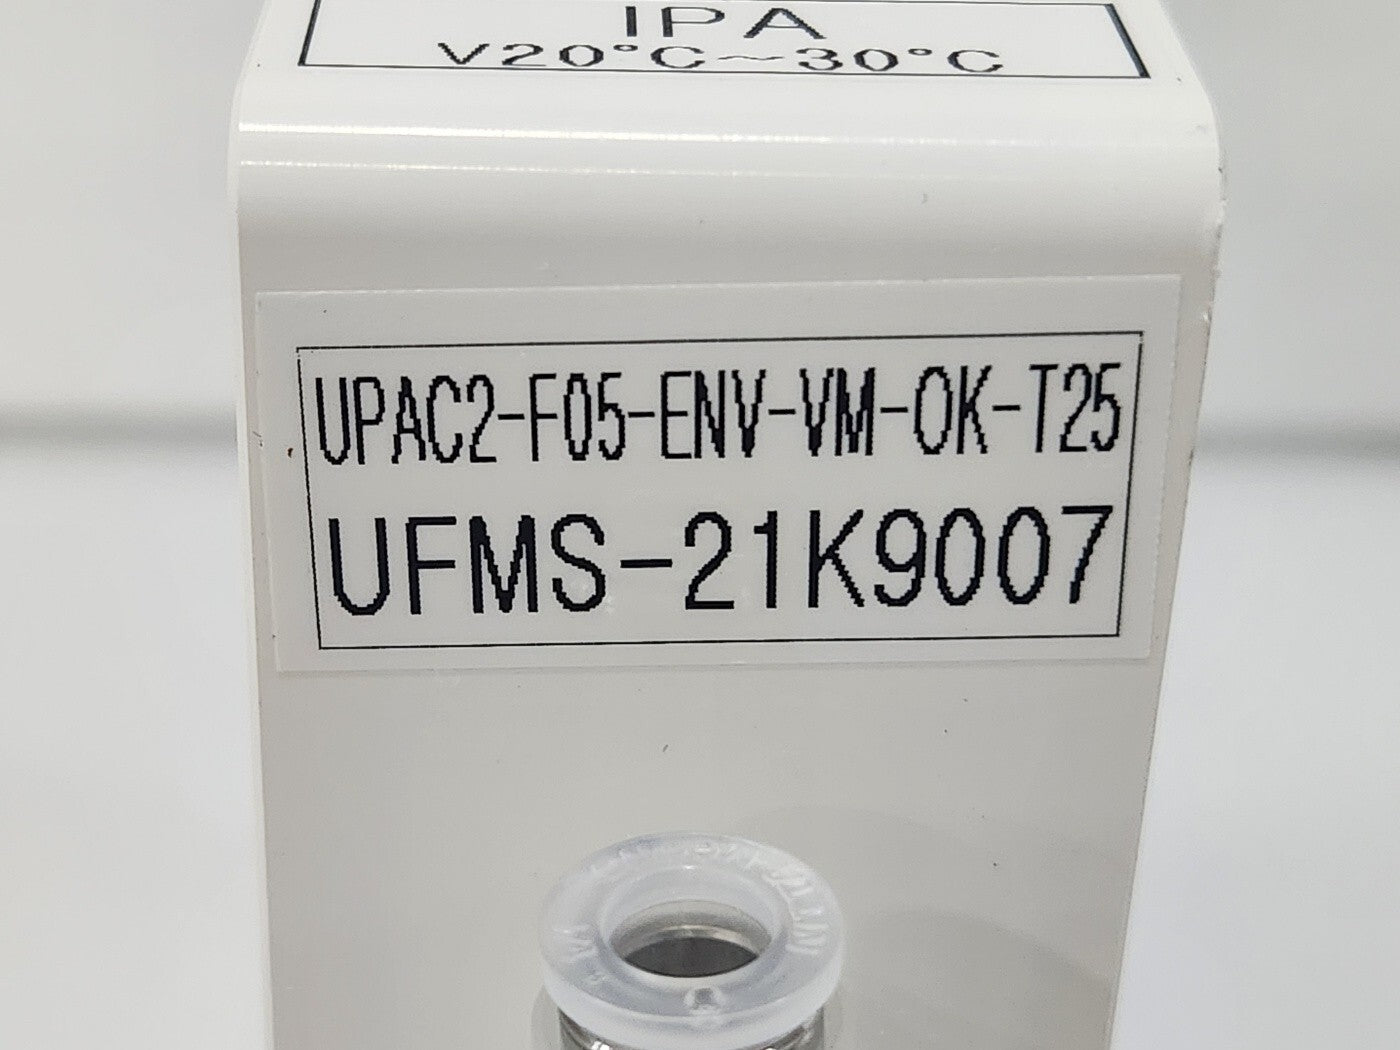 IPA
V20°C~30°C
UPAC2-F05-ENV-VM-OK-T25
UFMS-21K9007